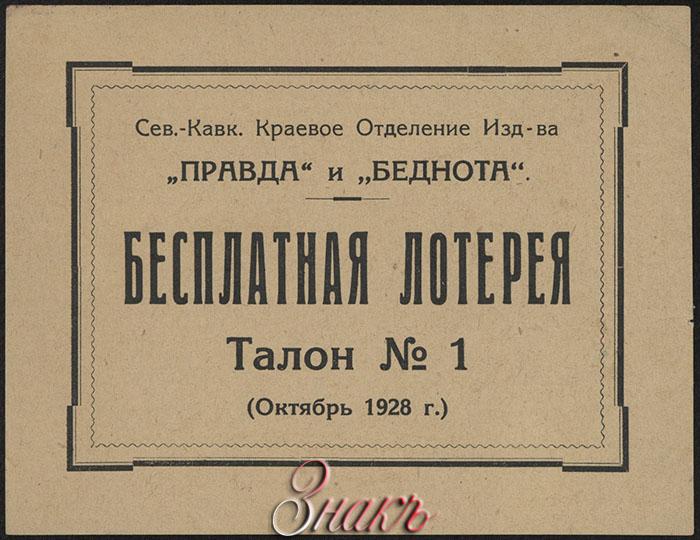 Сев.-Кавк. Краевое Отделение Изд-ва
„ПРАВДА“ и „БЕДНОТА“.
БЕСПЛАТНАЯ ЛОТЕРЕЯ
Талон № 1
(Октябрь 1928 г.)
Знакъ